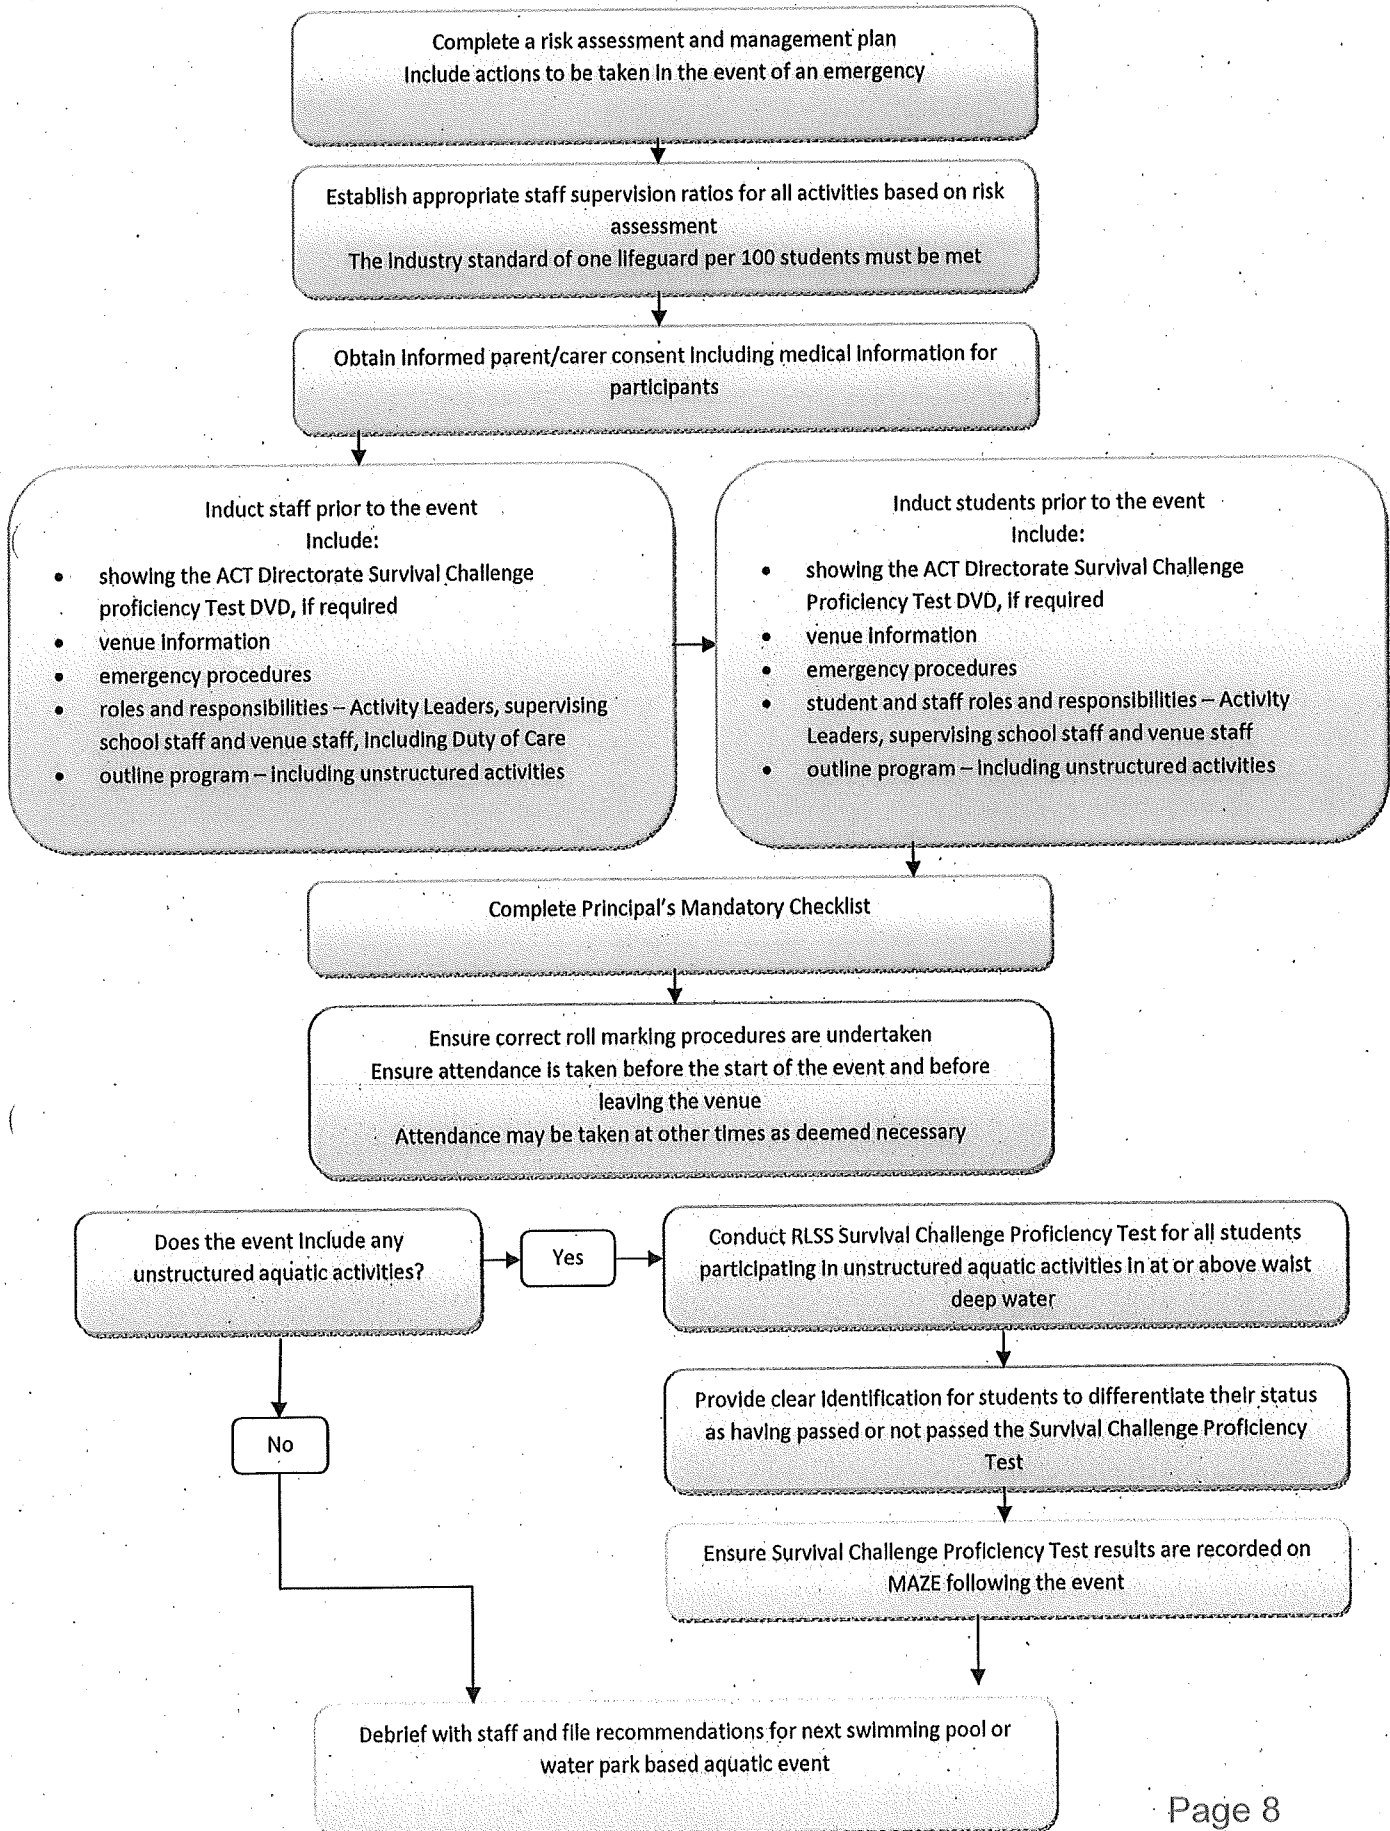 Complete a risk assessment and management plan
Include actions to be taken in the event of an emergency
Establish appropriate staff supervision ratios for all activities based on risk
assessment
The industry standard of one lifeguard per 100 students must be met
Obtain informed parent/carer consent including medical information for
participants
Induct staff prior to the event
Include:
• showing the ACT Directorate Survival Challenge
proficiency Test DVD, if required
• venue information
• emergency procedures
• roles and responsibilities – Activity Leaders, supervising
school staff and venue staff, including Duty of Care
• outline program – including unstructured activities
Induct students prior to the event
Include:
• showing the ACT Directorate Survival Challenge
Proficiency Test DVD, if required
• venue information
• emergency procedures
• student and staff roles and responsibilities – Activity
Leaders, supervising school staff and venue staff
• outline program – including unstructured activities
Complete Principal's Mandatory Checklist
Ensure correct roll marking procedures are undertaken
Ensure attendance is taken before the start of the event and before
leaving the venue
Attendance may be taken at other times as deemed necessary
Does the event include any
unstructured aquatic activities?
Yes
Conduct RLSS Survival Challenge Proficiency Test for all students
participating in unstructured aquatic activities in at or above waist
deep water
Provide clear identification for students to differentiate their status
as having passed or not passed the Survival Challenge Proficiency
Test
No
Ensure Survival Challenge Proficiency Test results are recorded on
MAZE following the event
Debrief with staff and file recommendations for next swimming pool or
water park based aquatic event
Page 8